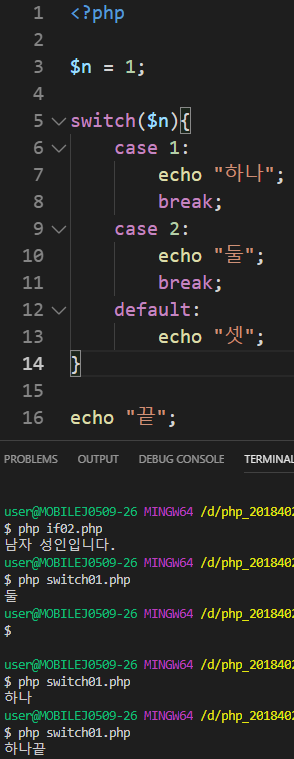 1 <?php
2
3 $n = 1;
4
5 switch($n){
6 case 1:
7 echo "하나";
8 break;
9 case 2:
10 echo "둘";
11 break;
12 default:
13 echo "셋";
14 }
15
16 echo "끝";
PROBLEMS OUTPUT DEBUG CONSOLE TERMINAL
user@MOBILEJ0509-26 MINGW64 /d/php_2018402
$ php if02.php
남자 성인입니다.
user@MOBILEJ0509-26 MINGW64 /d/php_2018402
$ php switch01.php
둘
user@MOBILEJ0509-26 MINGW64 /d/php_2018402
$
user@MOBILEJ0509-26 MINGW64 /d/php_2018402
$ php switch01.php
하나
user@MOBILEJ0509-26 MINGW64 /d/php_2018402
$ php switch01.php
하나끝